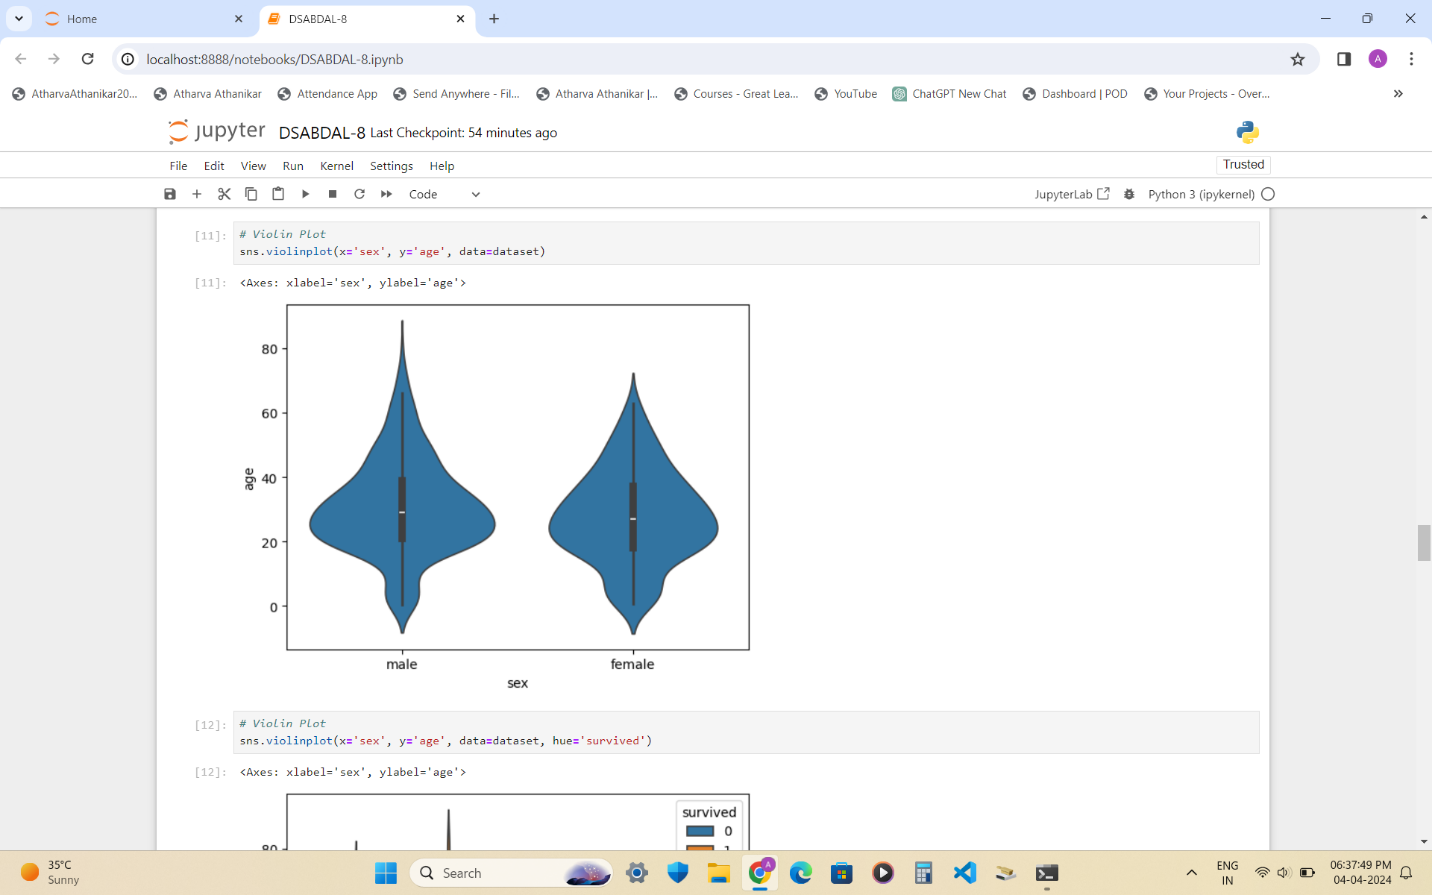 Home
DSABDAL-8
localhost:8888/notebooks/DSABDAL-8.ipynb
A
AtharvaAthanikar20...
Atharva Athanikar
Attendance App
Send Anywhere - Fil...
Atharva Athanikar |...
Courses - Great Lea...
YouTube
ChatGPT New Chat
Dashboard | POD
Your Projects - Over...
jupyter DSABDAL-8 Last Checkpoint: 54 minutes ago
File Edit View Run Kernel Settings Help
Trusted
Code
JupyterLab
Python 3 (ipykernel)
[11]: # Violin Plot
sns.violinplot(x='sex', y='age', data=dataset)
[11]: <Axes: xlabel='sex', ylabel='age'>
80
60
40
20
0
age
male
female
sex
[12]: # Violin Plot
sns.violinplot(x='sex', y='age', data=dataset, hue='survived')
[12]: <Axes: xlabel='sex', ylabel='age'>
survived
0
80
1
35°C
Sunny
Search
A
ENG
IN
06:37:49 PM
04-04-2024